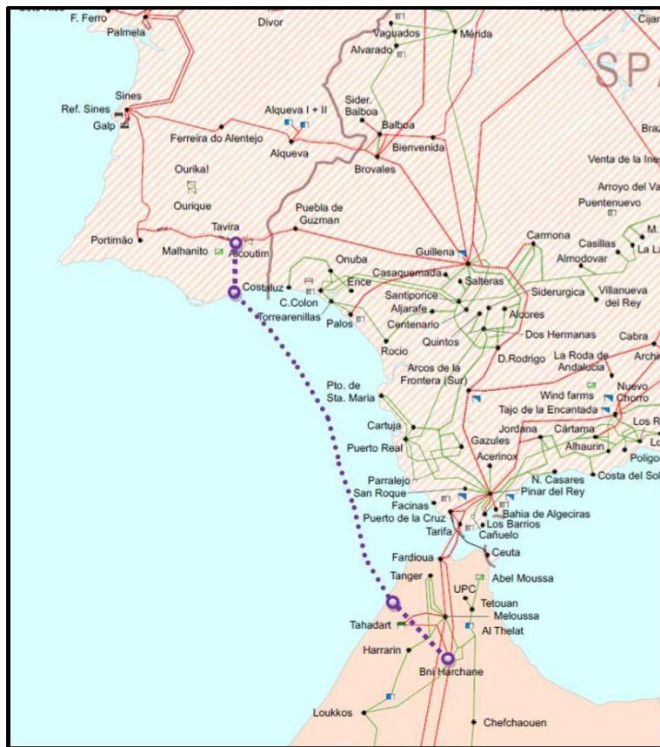 F. Ferro
Palmela
Divor
Vaguados
Alvarado
Mérida
SP
Sines
Ref. Sines
Galp
Ferreira do Alentejo
Alqueva I + II
Alqueva
Sider.
Balboa
Balboa
Bienvenida
Brovales
Venta de la Ine
Arroyo del Va
Puentenuevo
Ourika!
Ourique
Puebla de
Guzman
Tavira
Portimão
Malhanito
Alcoutim
Guillena
Carmona
Casillas
M.
La L
Almodovar
Onuba
Casaquemada
Costaluz
Ence
Salteras
C.Colon
Santiponce
Siderurgica
Villanueva
del Rey
Torrearenillas
Aljarafe
Alcores
Palos
Centenario
Dos Hermanas
Quintos
Rocio
D.Rodrigo
Cabra
La Roda de
Andalucia
Archi
Arcos de la
Frontera (Sur)
Pto. de
Sta. Maria
Wind farms
Nuevo
Chorro
Tajo de la Encantada
Cartuja
Jordana
Cártama
Los R
Puerto Real
Gazules
Alhaurin
Lo
Acerinox
Poligo
Parralejo
N. Casares
Costa del Sol
San Roque
Pinar del Rey
Facinas
Bahia de Algeciras
Puerto de la Cruz
Los Barrios
Tarifa
Cañuelo
Ceuta
Fardioua
Tanger
Abel Moussa
UPC
Tetouan
Meloussa
Tahadart
Al Thelat
Harrarin
Bni Harchane
Loukkos
Chefchaouen